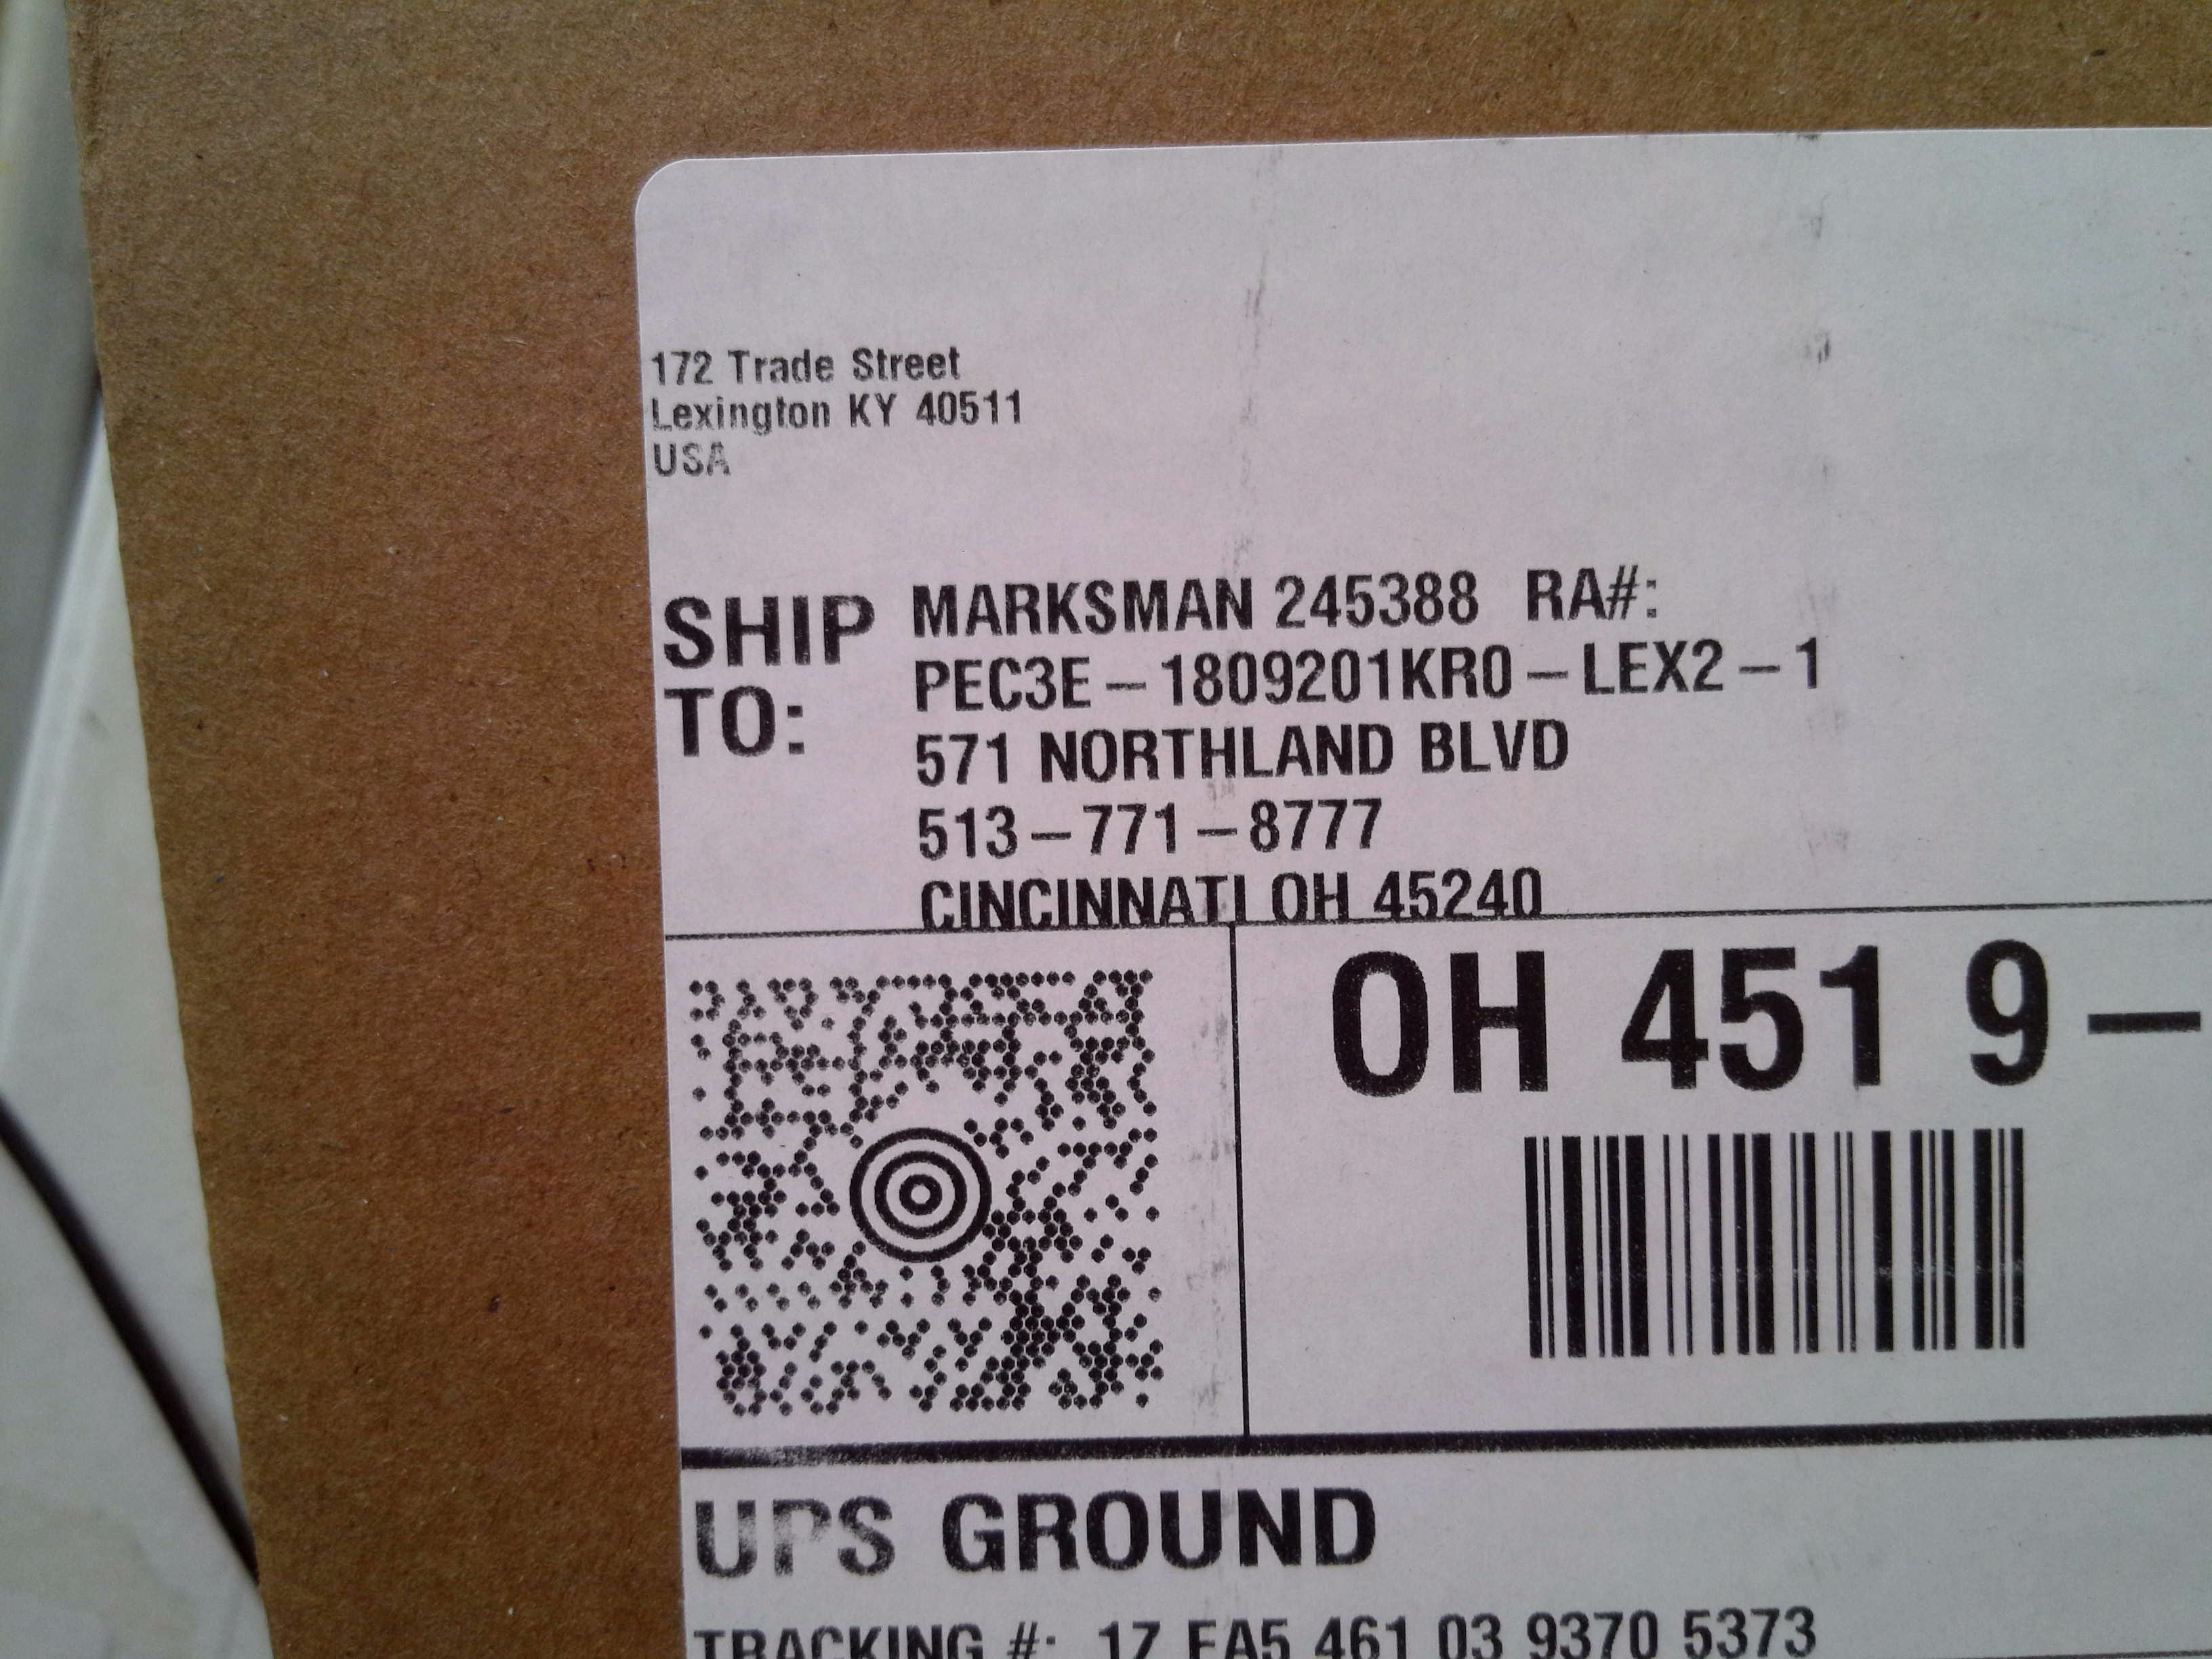 172 Trade Street
Lexington KY 40511
USA
SHIP TO:
MARKSMAN 245388 RA#:
PEC3E-1809201KR0-LEX2-1
571 NORTHLAND BLVD
513-771-8777
CINCINNATI OH 45240
OH 451 9-
UPS GROUND
TRACKING #: 1Z EA5 461 03 9370 5373